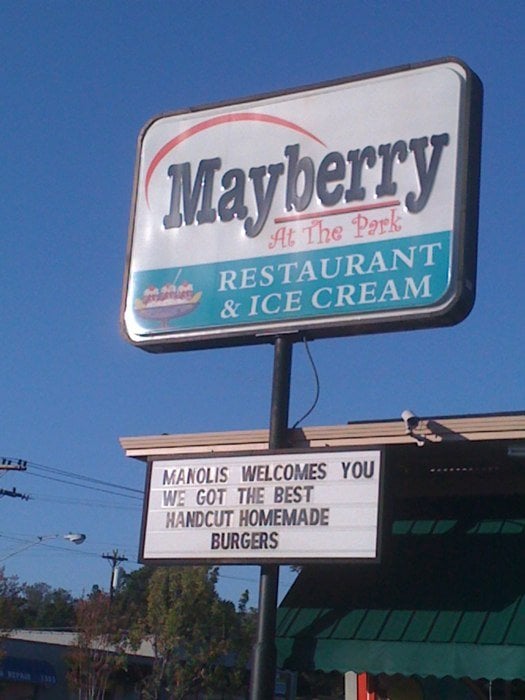 Mayberry
At The Park
RESTAURANT
& ICE CREAM
MANOLIS WELCOMES YOU
WE GOT THE BEST
HANDCUT HOMEMADE
BURGERS